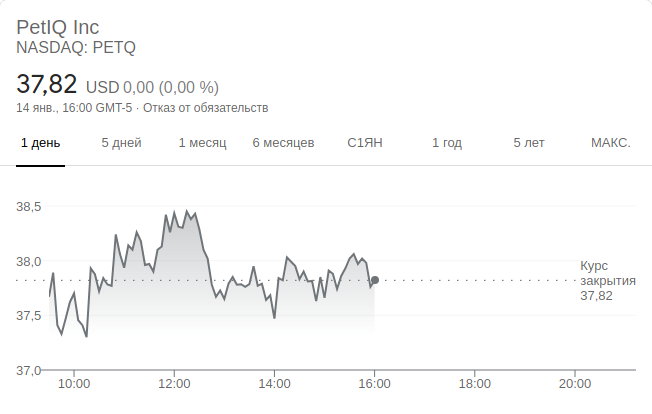 PetIQ Inc
NASDAQ: PETQ
37,82 USD 0,00 (0,00 %)
14 янв., 16:00 GMT-5 · Отказ от обязательств
1 день 5 дней 1 месяц 6 месяцев С1ЯН 1 год 5 лет МАКС.
38,5
38,0
37,5
37,0
Курс
закрытия
37,82
10:00 12:00 14:00 16:00 18:00 20:00